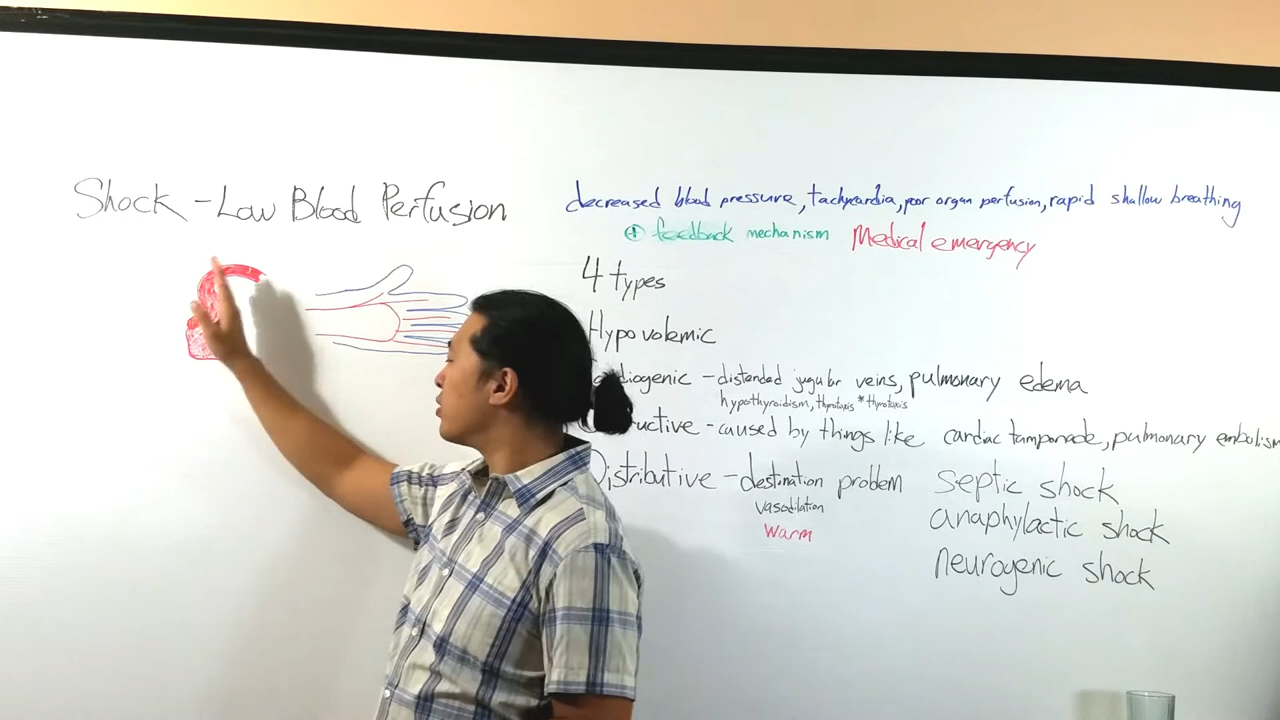 Shock - Low Blood Perfusion
decreased blood pressure, tachycardia, poor organ perfusion, rapid shallow breathing
+ feedback mechanism Medical emergency
4 types
Hypovolemic
diogenic - distended jugular veins, pulmonary edema
hypothyroidism, thyrotoxis * thyrotoxis
ructive - caused by things like cardiac tamponade, pulmonary embolism
Distributive - destination problem
vasodilation
warm
septic shock
anaphylactic shock
neurogenic shock